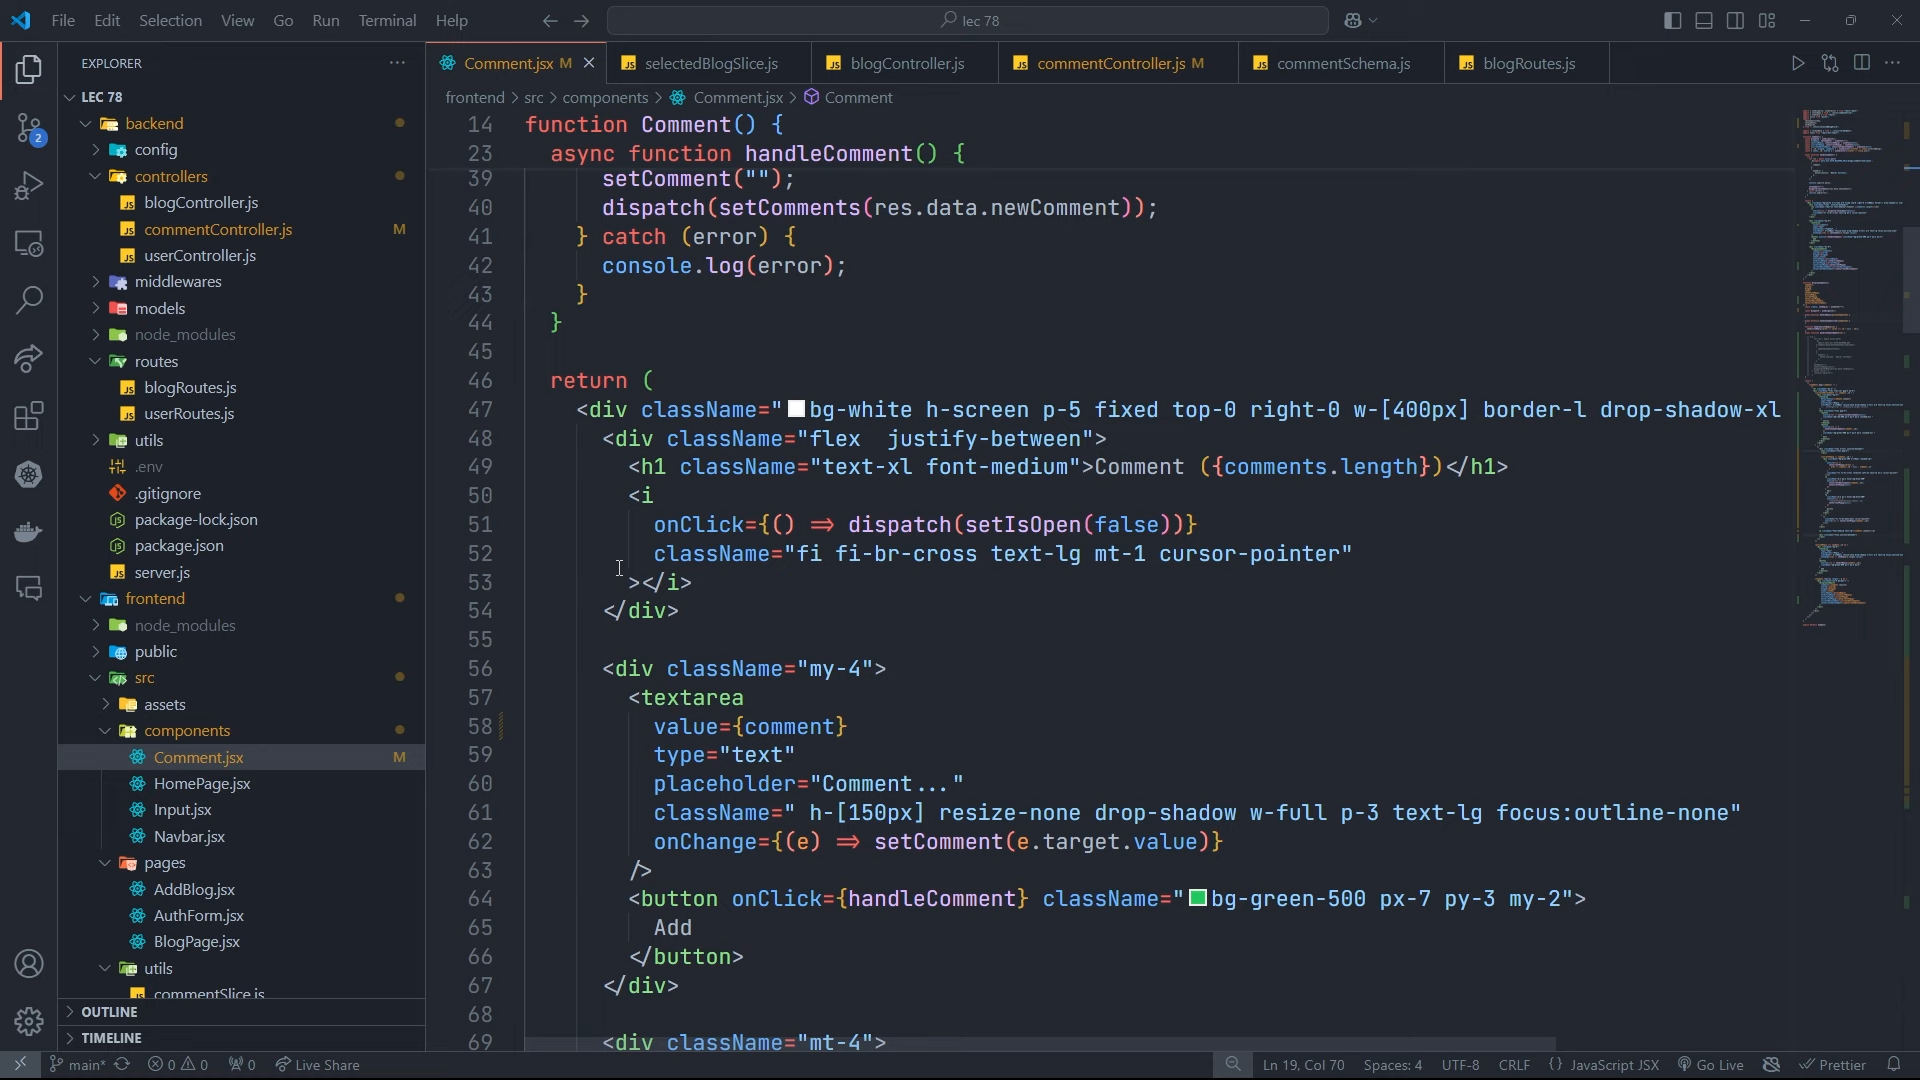 File Edit Selection View Go Run Terminal Help
lec 78
EXPLORER
Comment.jsx M
selectedBlogSlice.js
blogController.js
commentController.js M
commentSchema.js
blogRoutes.js
LEC 78
frontend > src > components > Comment.jsx > Comment
backend
config
controllers
blogController.js
commentController.js M
userController.js
middlewares
models
node_modules
routes
blogRoutes.js
userRoutes.js
utils
.env
.gitignore
package-lock.json
package.json
server.js
frontend
node_modules
public
src
assets
components
Comment.jsx M
HomePage.jsx
Input.jsx
Navbar.jsx
pages
AddBlog.jsx
AuthForm.jsx
BlogPage.jsx
utils
commentSlice.js
OUTLINE
TIMELINE
2
14 function Comment() {
23 async function handleComment() {
39 setComment("");
40 dispatch(setComments(res.data.newComment));
41 } catch (error) {
42 console.log(error);
43 }
44 }
45
46 return (
47 <div className="bg-white h-screen p-5 fixed top-0 right-0 w-[400px] border-l drop-shadow-xl
48 <div className="flex  justify-between">
49 <h1 className="text-xl font-medium">Comment ({comments.length})</h1>
50 <i
51 onClick={() => dispatch(setIsOpen(false))}
52 className="fi fi-br-cross text-lg mt-1 cursor-pointer"
53 ></i>
54 </div>
55
56 <div className="my-4">
57 <textarea
58 value={comment}
59 type="text"
60 placeholder="Comment..."
61 className=" h-[150px] resize-none drop-shadow w-full p-3 text-lg focus:outline-none"
62 onChange={(e) => setComment(e.target.value)}
63 />
64 <button onClick={handleComment} className="bg-green-500 px-7 py-3 my-2">
65 Add
66 </button>
67 </div>
68
69 <div className="mt-4">
main* 0 0 0 Live Share
Ln 19, Col 70 Spaces: 4 UTF-8 CRLF {} JavaScript JSX Go Live Prettier